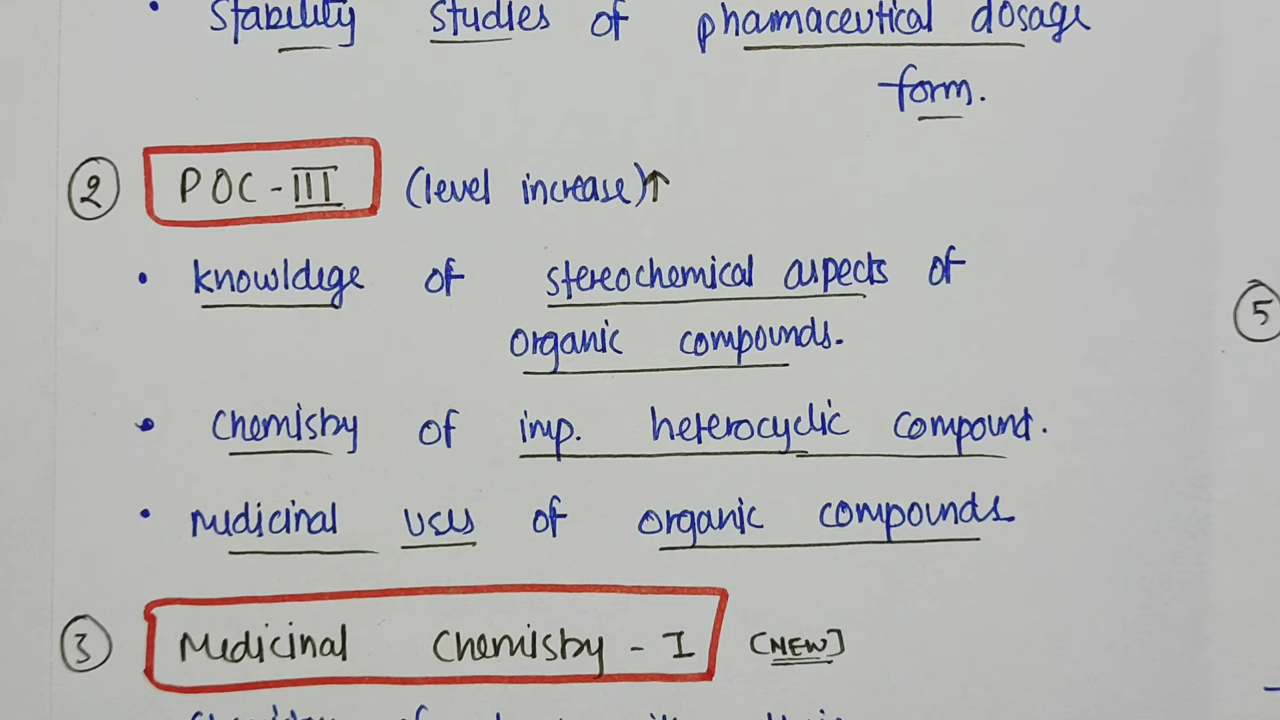 • Stability studies of phamaceutical dosage
form.
② POC - III (level increase)↑
• knowldege of stereochemical aspects of
organic compounds.
• Chemistry of imp. heterocyclic compound.
• Medicinal uses of organic compounds
⑤
③ Medicinal Chemistry - I [NEW]